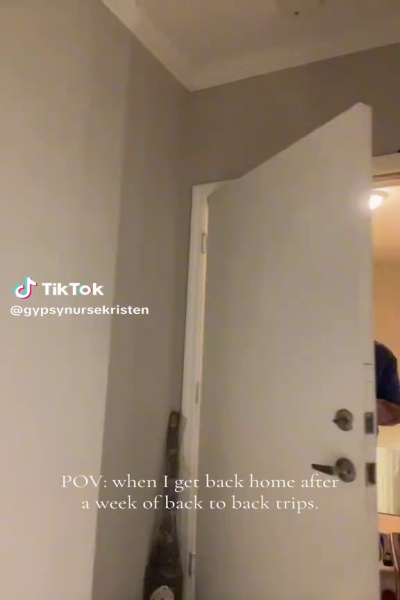 TikTok
@gypsynursekristen
POV: when I get back home after
a week of back to back trips.